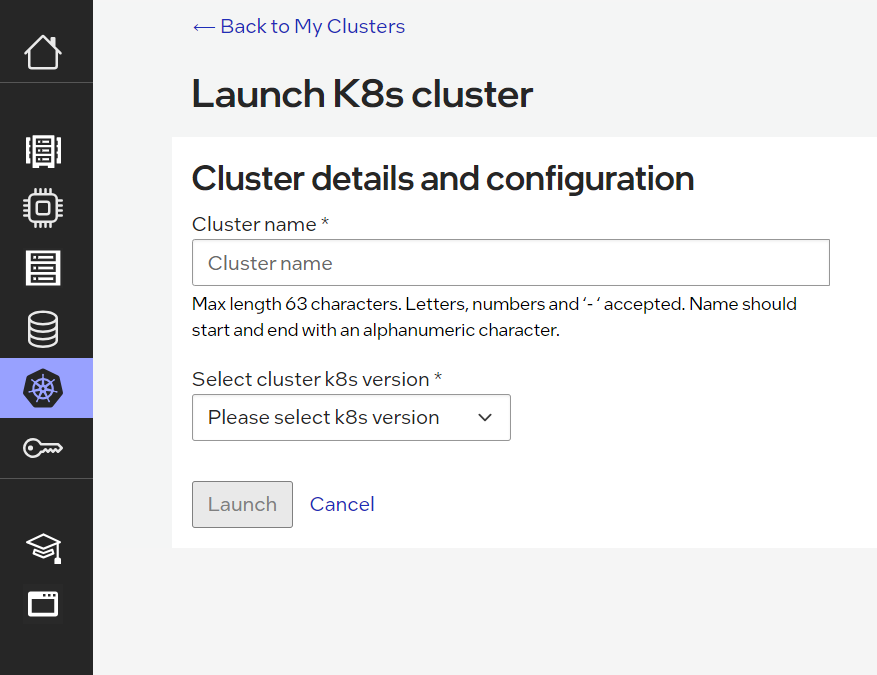 ← Back to My Clusters
Launch K8s cluster
Cluster details and configuration
Cluster name *
Cluster name
Max length 63 characters. Letters, numbers and ‘- ‘ accepted. Name should
start and end with an alphanumeric character.
Select cluster k8s version *
Please select k8s version
Launch Cancel